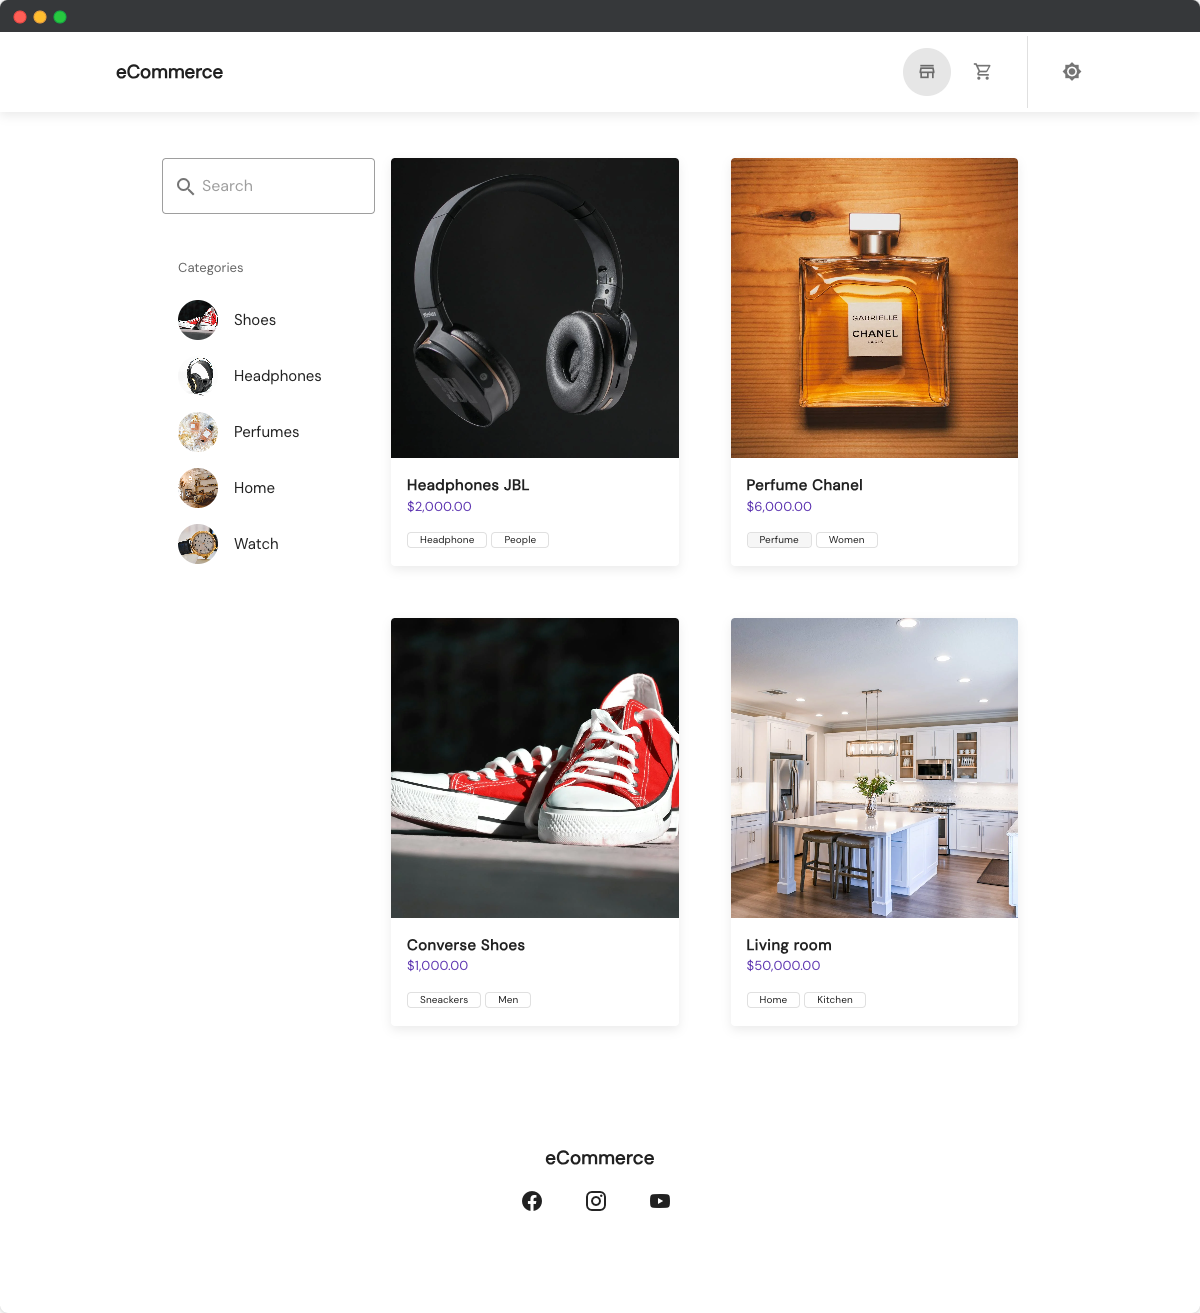 eCommerce
Search
Categories
Shoes
Headphones
Perfumes
Home
Watch
GABRIELLE
CHANEL
PARIS
Headphones JBL
$2,000.00
Headphone People
Perfume Chanel
$6,000.00
Perfume Women
Converse Shoes
$1,000.00
Sneackers Men
Living room
$50,000.00
Home Kitchen
eCommerce